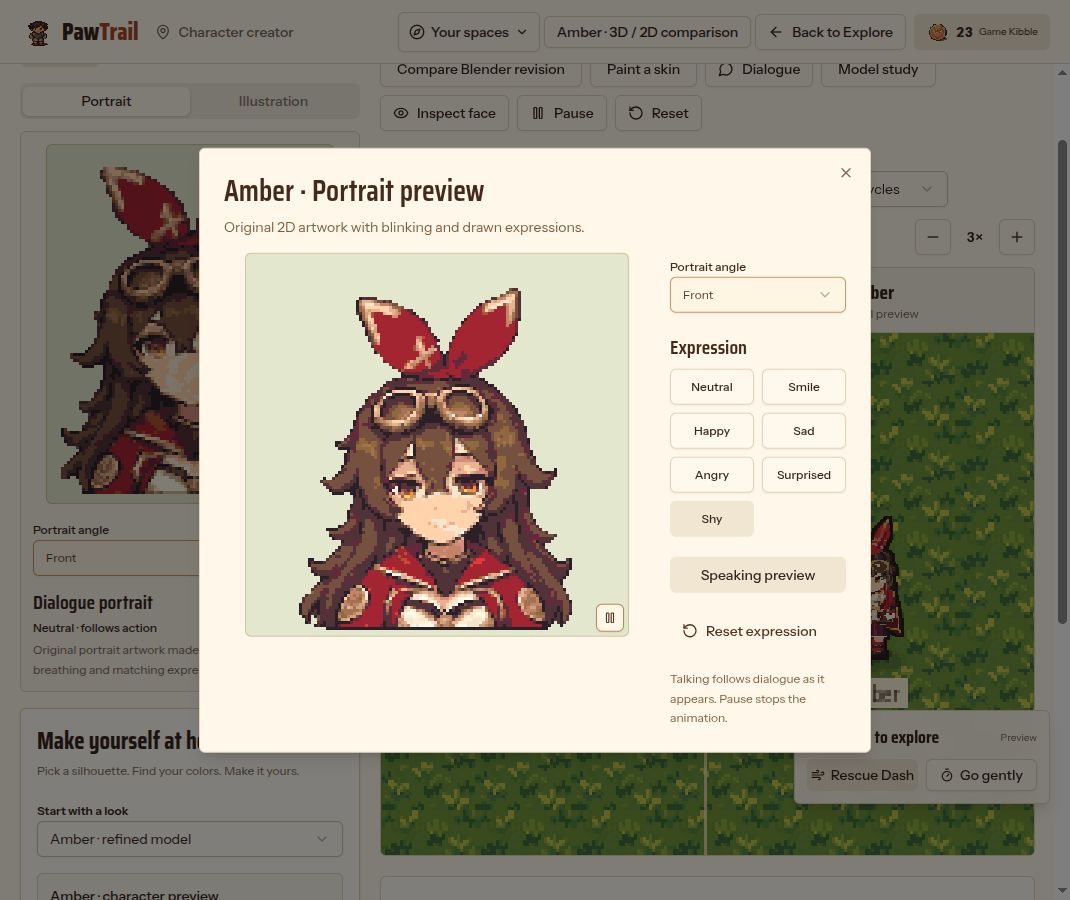 PawTrail
Character creator
Your spaces
Amber · 3D / 2D comparison
Back to Explore
23 Game Kibble
Compare Blender revision
Paint a skin
Dialogue
Model study
Portrait
Illustration
Inspect face
Pause
Reset
3×
preview
Amber · Portrait preview
Original 2D artwork with blinking and drawn expressions.
Portrait angle
Front
Expression
Neutral
Smile
Happy
Sad
Angry
Surprised
Shy
Speaking preview
Reset expression
Talking follows dialogue as it
appears. Pause stops the
animation.
Portrait angle
Front
Dialogue portrait
Neutral · follows action
Original portrait artwork made
breathing and matching
Make yourself at
Pick a silhouette. Find your colors. Make it yours.
Start with a look
Amber · refined model
Amber · character preview
to explore
Preview
Rescue Dash
Go gently